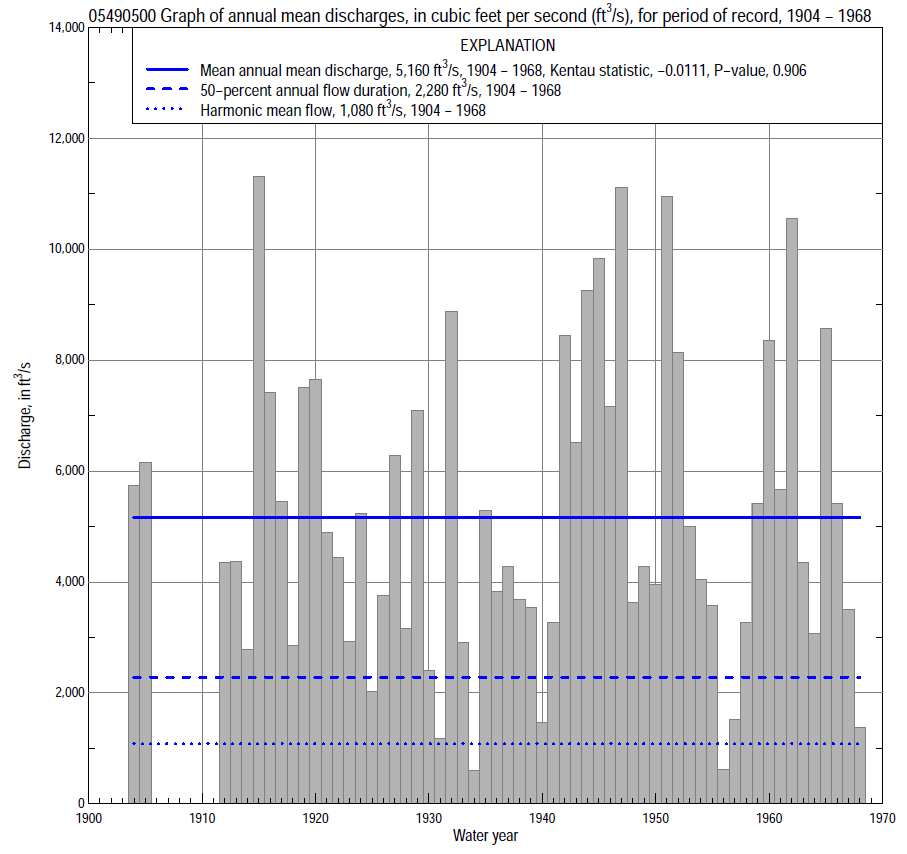 05490500 Graph of annual mean discharges, in cubic feet per second (ft³/s), for period of record, 1904 – 1968
EXPLANATION
Mean annual mean discharge, 5,160 ft³/s, 1904 – 1968, Kentau statistic, –0.0111, P–value, 0.906
50–percent annual flow duration, 2,280 ft³/s, 1904 – 1968
Harmonic mean flow, 1,080 ft³/s, 1904 – 1968
14,000
12,000
10,000
8,000
6,000
4,000
2,000
0
Discharge, in ft³/s
1900 1910 1920 1930 1940 1950 1960 1970
Water year